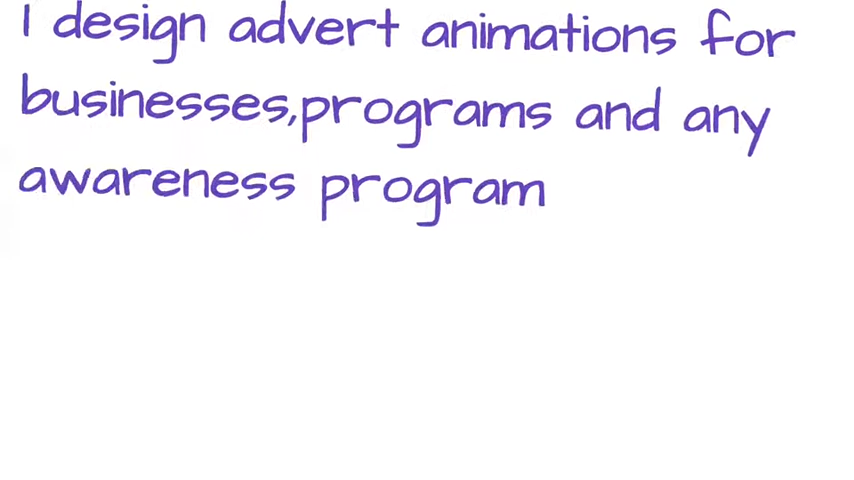 I design advert animations for
businesses,programs and any
awareness program